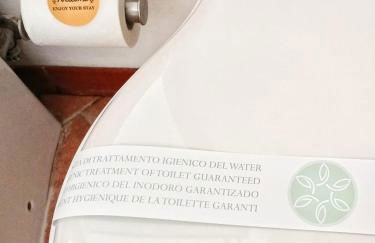 ENJOY YOUR STAY
DI TRATTAMENTO IGIENICO DEL WATER
TREATMENT OF TOILET GUARANTEED
HIGIENICO DEL INODORO GARANTIZADO
HYGIENIQUE DE LA TOILETTE GARANTI